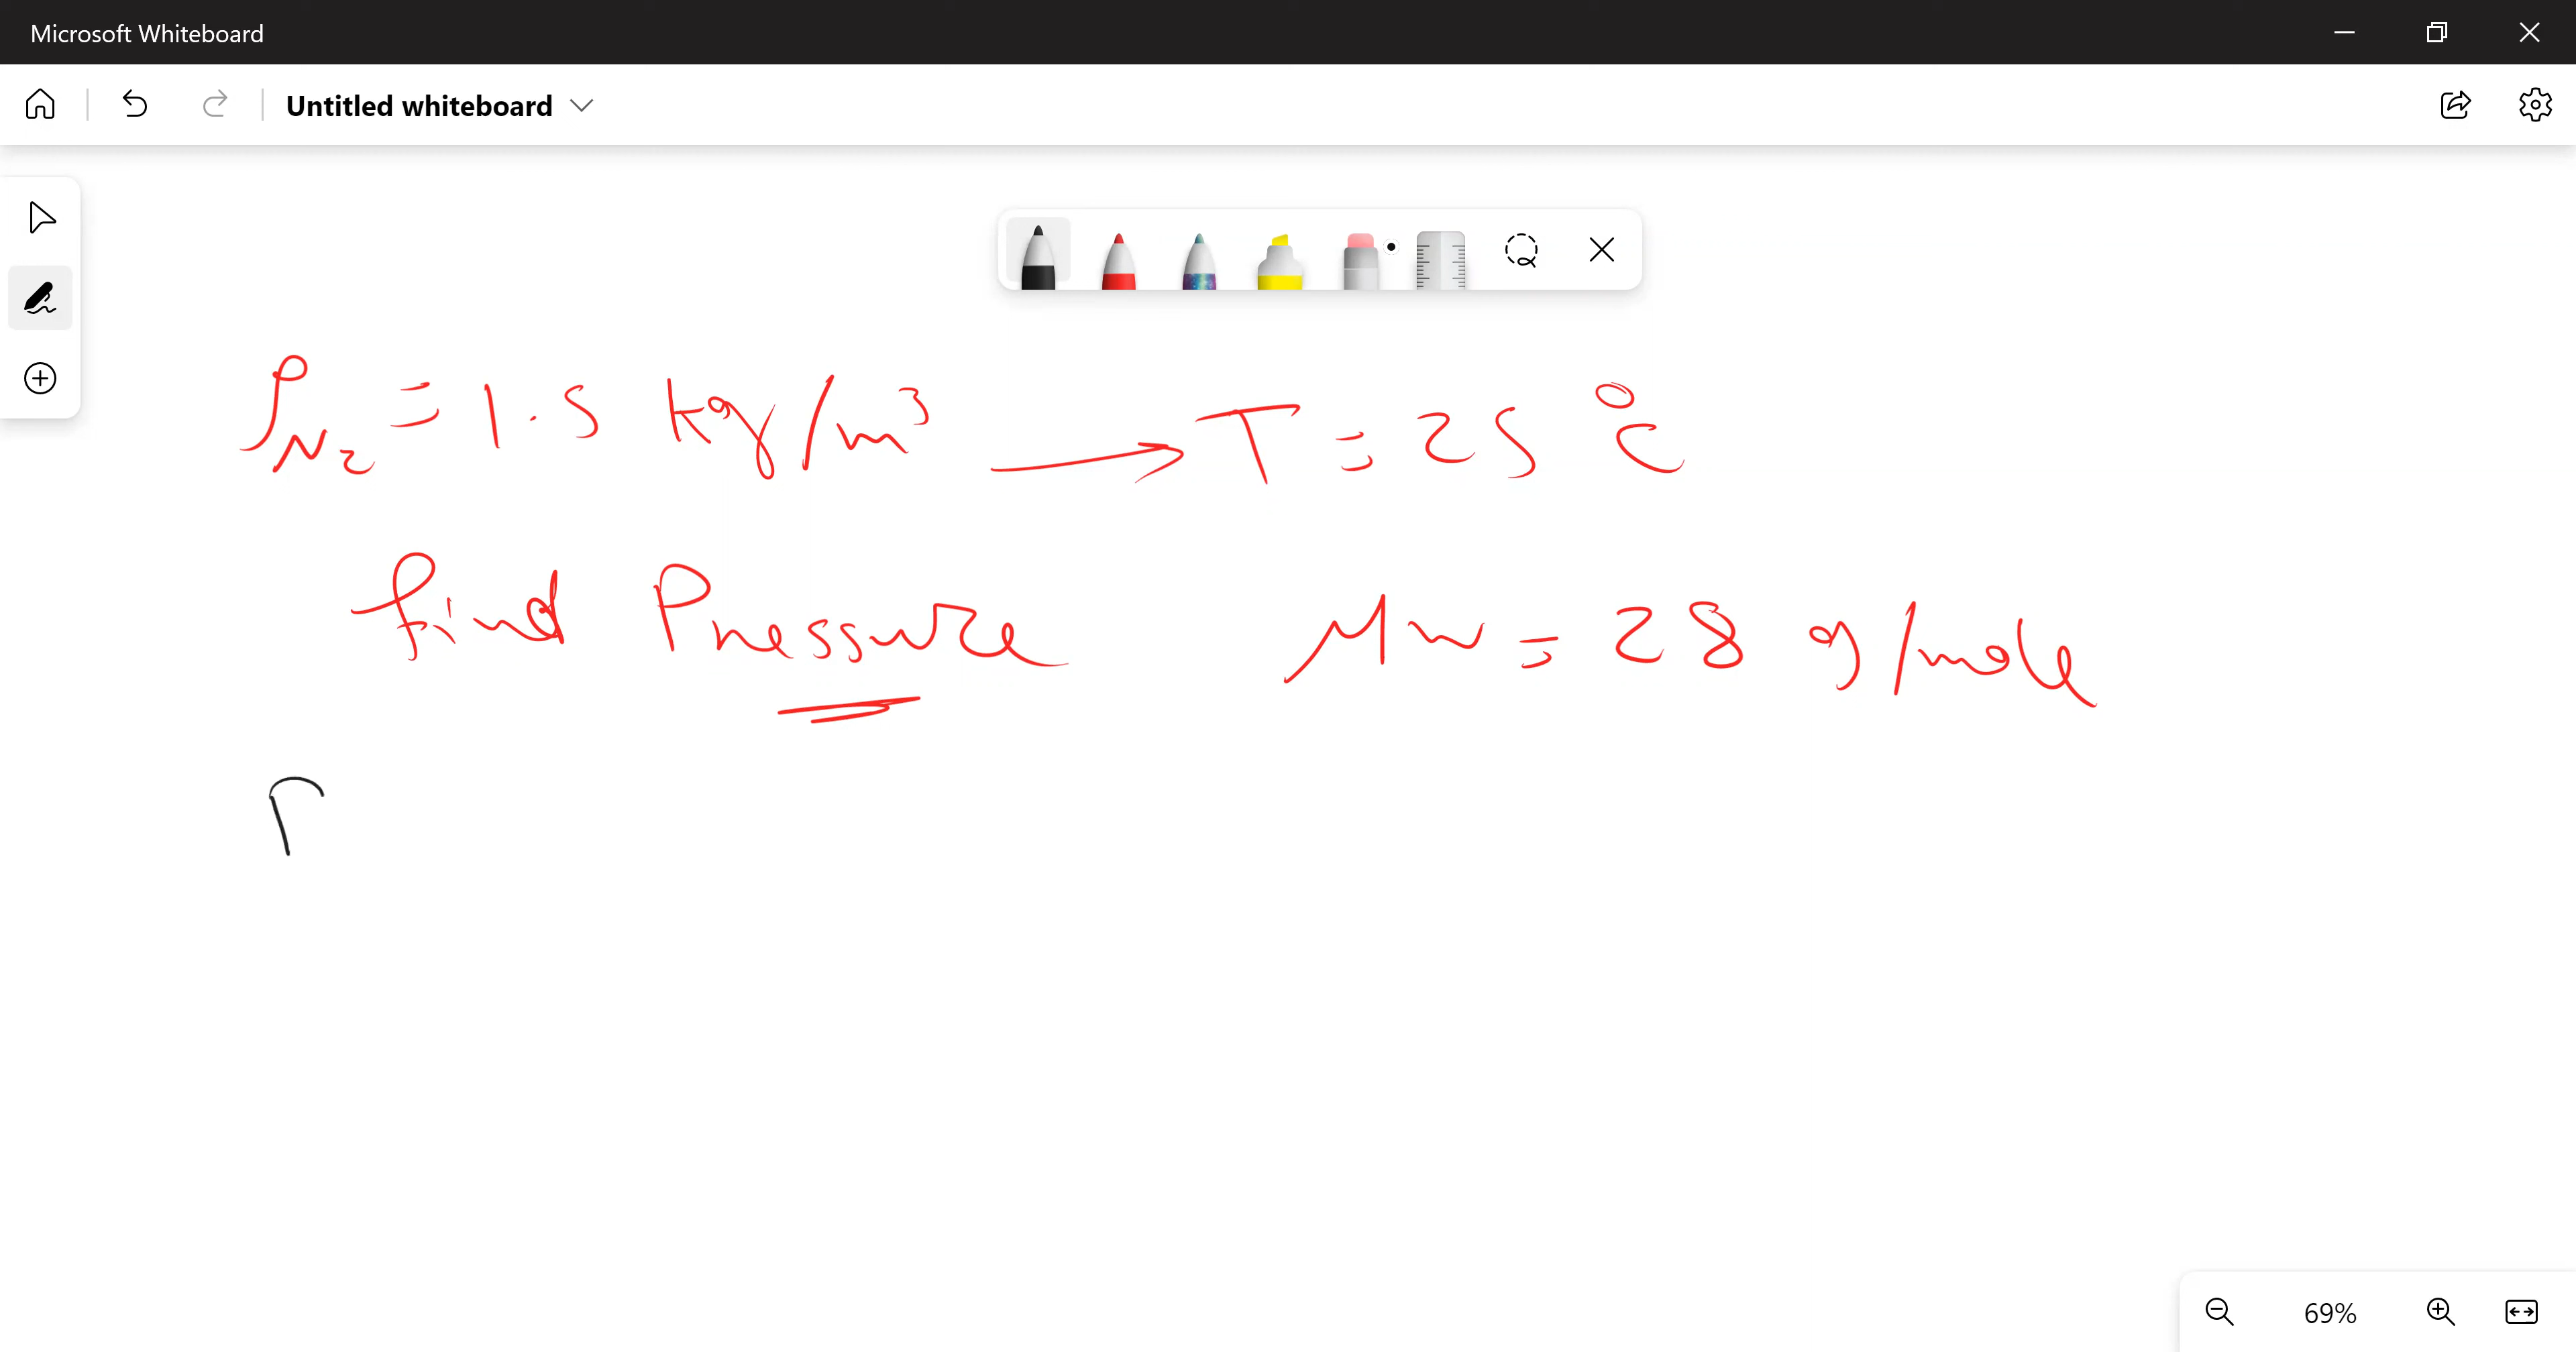 Microsoft Whiteboard
Untitled whiteboard
ρN₂ = 1.5 kg/m³ → T = 25 °C
find Pressure Mw = 28 g/mole
69%